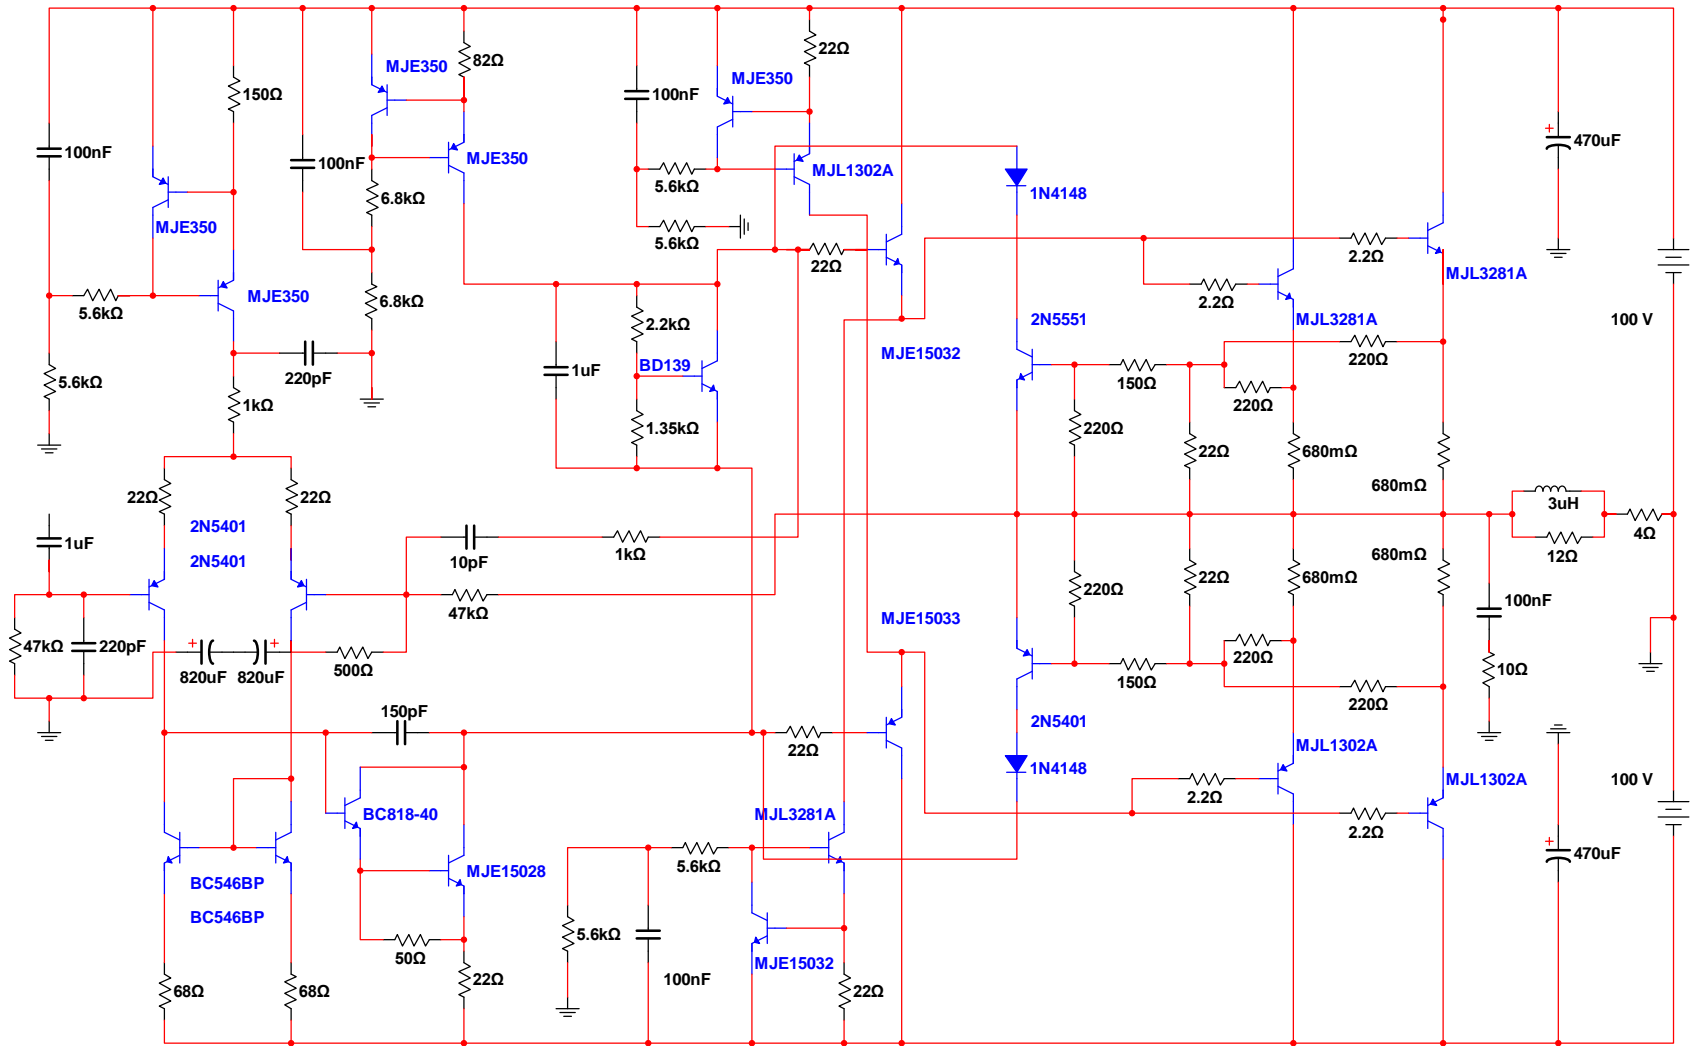 22Ω
82Ω
MJE350
MJE350
150Ω
100nF
470uF
100nF
100nF
MJE350
MJL1302A
5.6kΩ
1N4148
6.8kΩ
MJE350
5.6kΩ
22Ω
2.2Ω
MJL3281A
MJE350
5.6kΩ
6.8kΩ
2.2Ω
2N5551
MJL3281A
100 V
2.2kΩ
MJE15032
220Ω
BD139
1uF
150Ω
5.6kΩ
220pF
220Ω
1kΩ
1.35kΩ
220Ω
22Ω
680mΩ
680mΩ
22Ω
22Ω
3uH
2N5401
4Ω
1uF
10pF
1kΩ
12Ω
2N5401
680mΩ
680mΩ
220Ω
22Ω
100nF
47kΩ
MJE15033
47kΩ
220pF
820uF
820uF
500Ω
220Ω
150Ω
10Ω
220Ω
150pF
2N5401
22Ω
MJL1302A
1N4148
MJL1302A
100 V
2.2Ω
BC818-40
MJL3281A
2.2Ω
470uF
5.6kΩ
MJE15028
BC546BP
BC546BP
5.6kΩ
50Ω
MJE15032
100nF
68Ω
68Ω
22Ω
22Ω